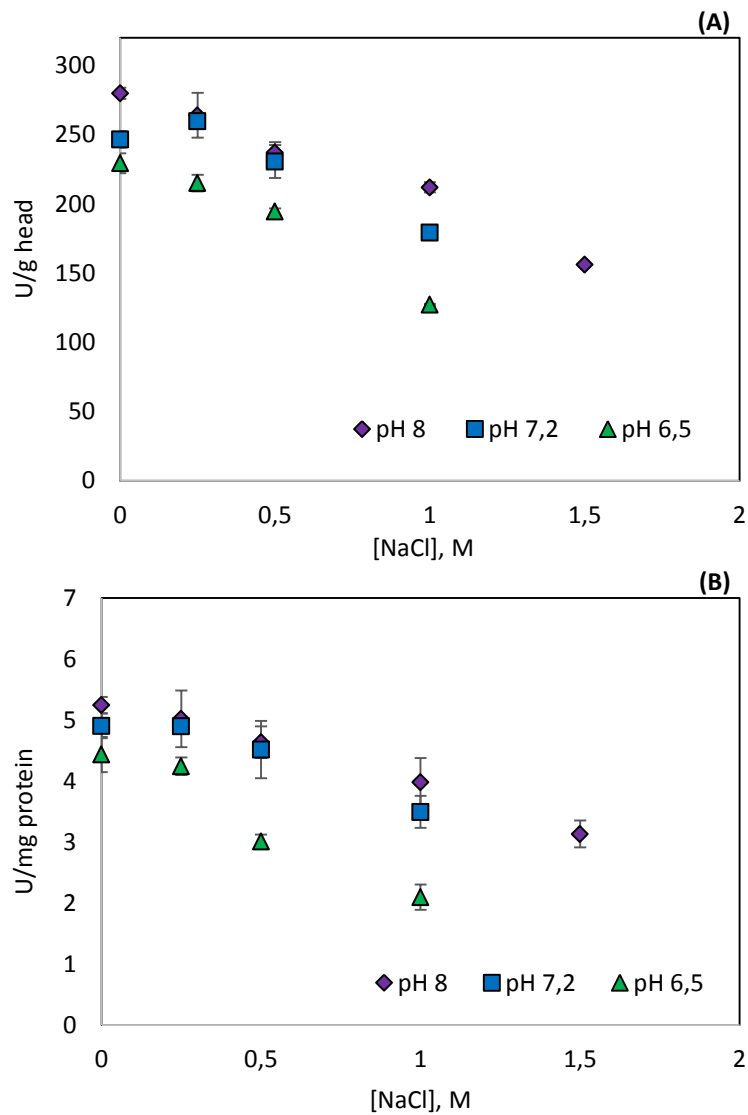 (A)
300
250
200
150
100
50
0
U/g head
pH 8 pH 7,2 pH 6,5
0 0,5 1 1,5 2
[NaCl], M
(B)
7
6
5
4
3
2
1
0
U/mg protein
pH 8 pH 7,2 pH 6,5
0 0,5 1 1,5 2
[NaCl], M